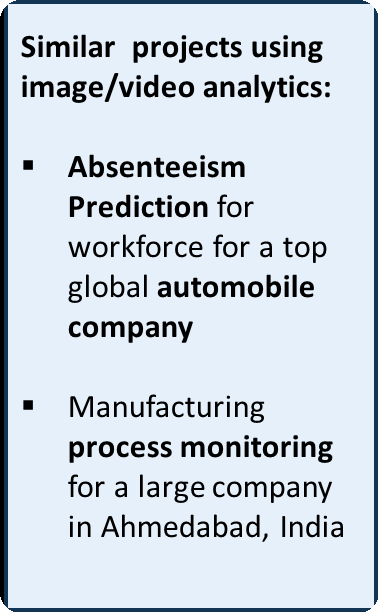 Similar projects using
image/video analytics:
▪ Absenteeism
Prediction for
workforce for a top
global automobile
company
▪ Manufacturing
process monitoring
for a large company
in Ahmedabad, India